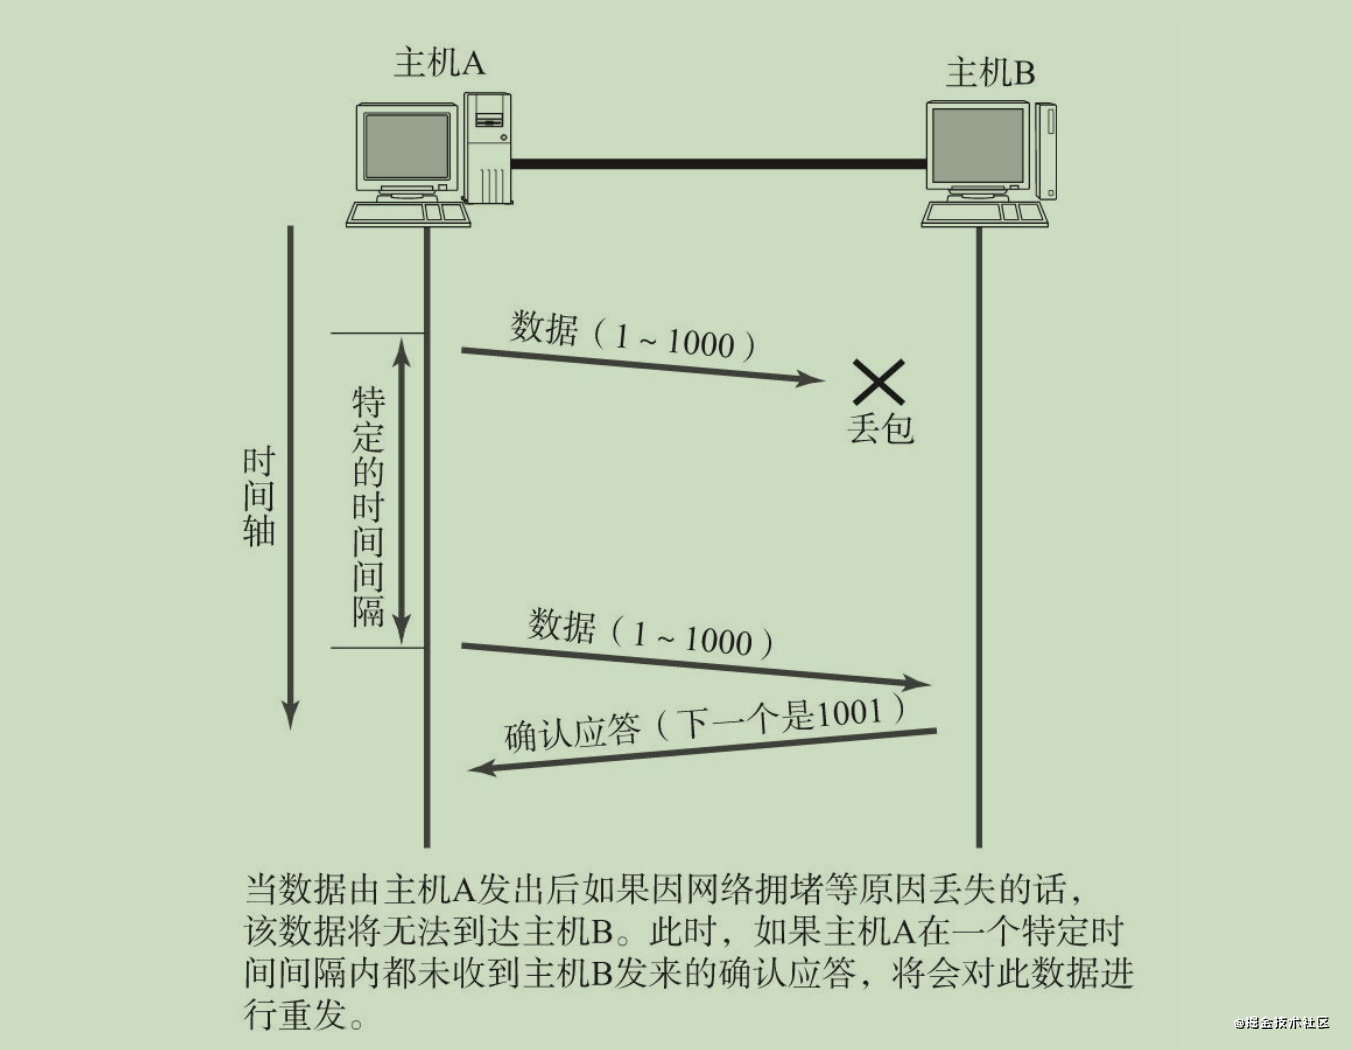 主机A
主机B
数据（1～1000）
丢包
特定的时间间隔
时间轴
数据（1～1000）
确认应答（下一个是1001）
当数据由主机A发出后如果因网络拥堵等原因丢失的话，
该数据将无法到达主机B。此时，如果主机A在一个特定时
间间隔内都未收到主机B发来的确认应答，将会对此数据进
行重发。
@掘金技术社区